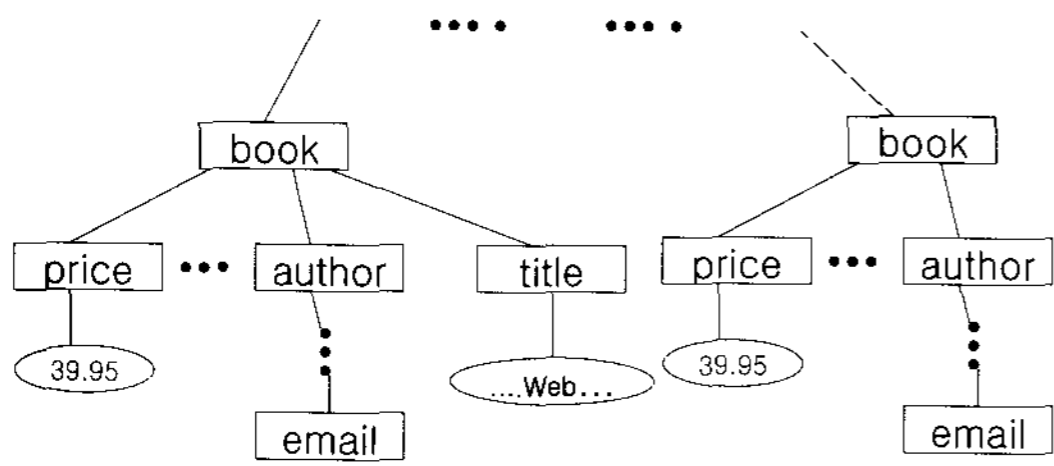 book
book
price
author
title
price
author
39.95
....Web...
39.95
email
email